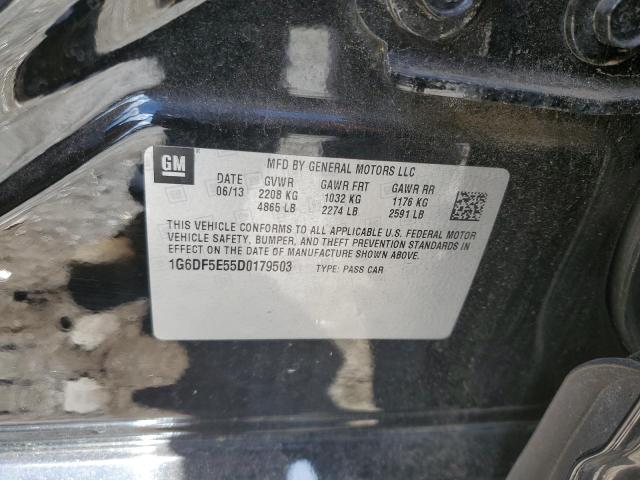 GM
MFD BY GENERAL MOTORS LLC
DATE GVWR GAWR FRT GAWR RR
06/13 2208 KG 1032 KG 1176 KG
4865 LB 2274 LB 2591 LB
THIS VEHICLE CONFORMS TO ALL APPLICABLE U.S. FEDERAL MOTOR
VEHICLE SAFETY, BUMPER, AND THEFT PREVENTION STANDARDS IN
EFFECT ON THE DATE OF MANUFACTURE SHOWN ABOVE.
1G6DF5E55D0179503 TYPE: PASS CAR